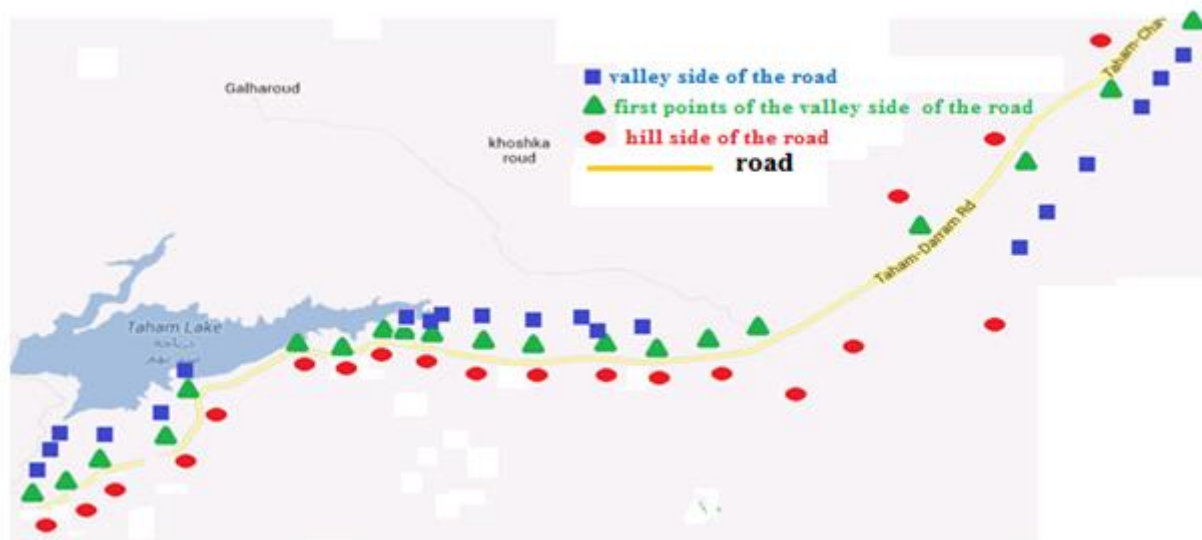 Taham-Cha
Galharoud
valley side of the road
first points of the valley side of the road
hill side of the road
road
khoshka
roud
Taham-Darram Rd
Taham Lake
دریاچه